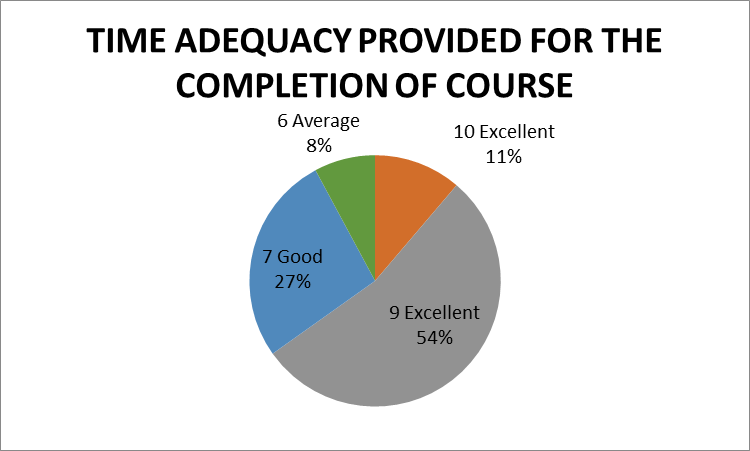 TIME ADEQUACY PROVIDED FOR THE
COMPLETION OF COURSE
6 Average
8%
10 Excellent
11%
7 Good
27%
9 Excellent
54%